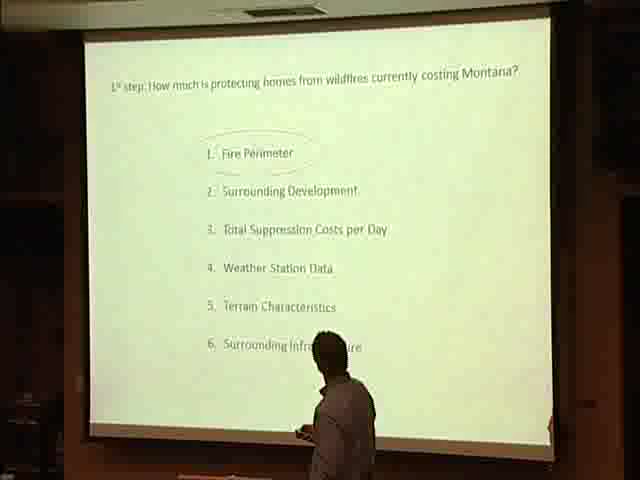 1st step: How much is protecting homes from wildfires currently costing Montana?
1. Fire Perimeter
2. Surrounding Development
3. Total Suppression Costs per Day
4. Weather Station Data
5. Terrain Characteristics
6. Surrounding